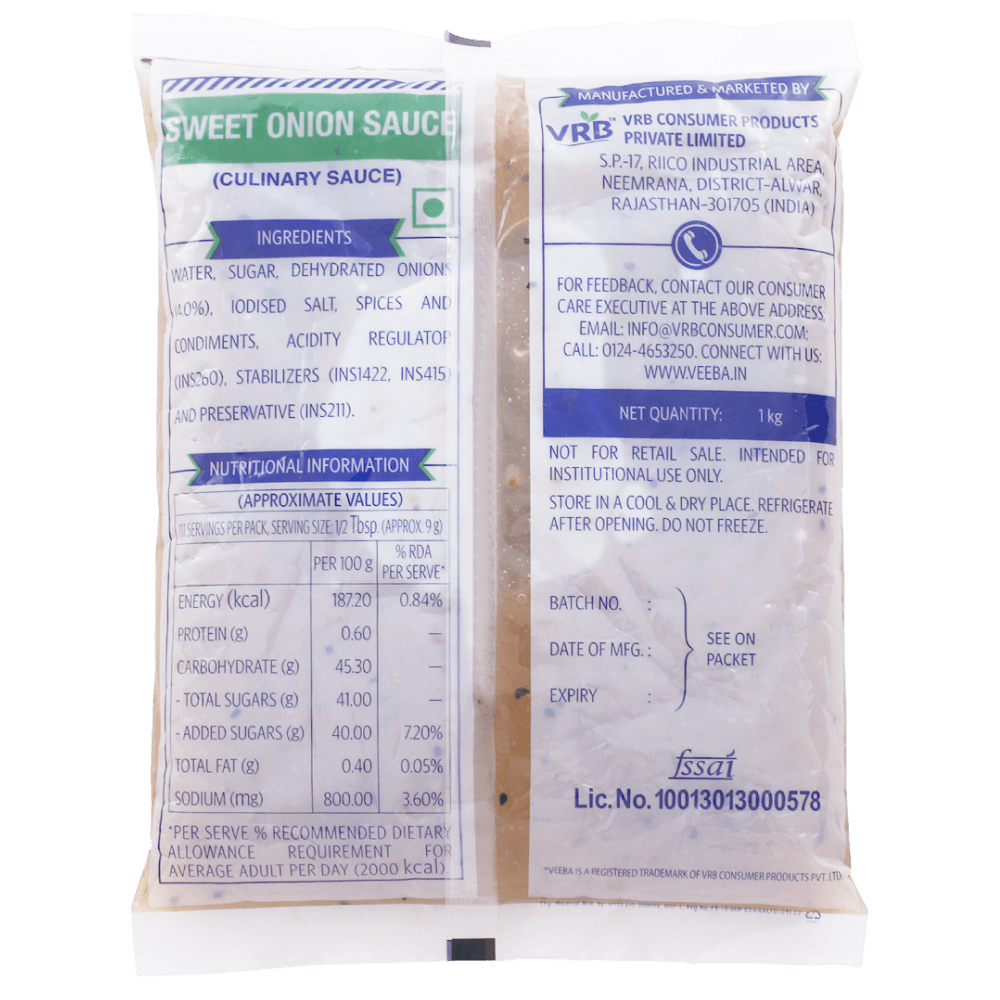 SWEET ONION SAUCE
(CULINARY SAUCE)
INGREDIENTS
WATER, SUGAR, DEHYDRATED ONIONS
(4.0%), IODISED SALT, SPICES AND
CONDIMENTS, ACIDITY REGULATOR
(INS260), STABILIZERS (INS1422, INS415)
AND PRESERVATIVE (INS211).
NUTRITIONAL INFORMATION
(APPROXIMATE VALUES)
111 SERVINGS PER PACK, SERVING SIZE: 1/2 Tbsp. (APPROX. 9 g)
PER 100 g % RDA PER SERVE*
ENERGY (kcal) 187.20 0.84%
PROTEIN (g) 0.60 —
CARBOHYDRATE (g) 45.30 —
- TOTAL SUGARS (g) 41.00 —
- ADDED SUGARS (g) 40.00 7.20%
TOTAL FAT (g) 0.40 0.05%
SODIUM (mg) 800.00 3.60%
*PER SERVE % RECOMMENDED DIETARY
ALLOWANCE REQUIREMENT FOR
AVERAGE ADULT PER DAY (2000 kcal).
MANUFACTURED & MARKETED BY
VRB™ VRB CONSUMER PRODUCTS
PRIVATE LIMITED
S.P.-17, RIICO INDUSTRIAL AREA,
NEEMRANA, DISTRICT-ALWAR,
RAJASTHAN-301705 (INDIA)
FOR FEEDBACK, CONTACT OUR CONSUMER
CARE EXECUTIVE AT THE ABOVE ADDRESS,
EMAIL: INFO@VRBCONSUMER.COM;
CALL: 0124-4653250. CONNECT WITH US:
WWW.VEEBA.IN
NET QUANTITY: 1 kg
NOT FOR RETAIL SALE. INTENDED FOR
INSTITUTIONAL USE ONLY.
STORE IN A COOL & DRY PLACE. REFRIGERATE
AFTER OPENING. DO NOT FREEZE.
BATCH NO. :
DATE OF MFG. :
EXPIRY :
SEE ON
PACKET
fssai
Lic. No. 10013013000578
*VEEBA IS A REGISTERED TRADEMARK OF VRB CONSUMER PRODUCTS PVT. LTD.